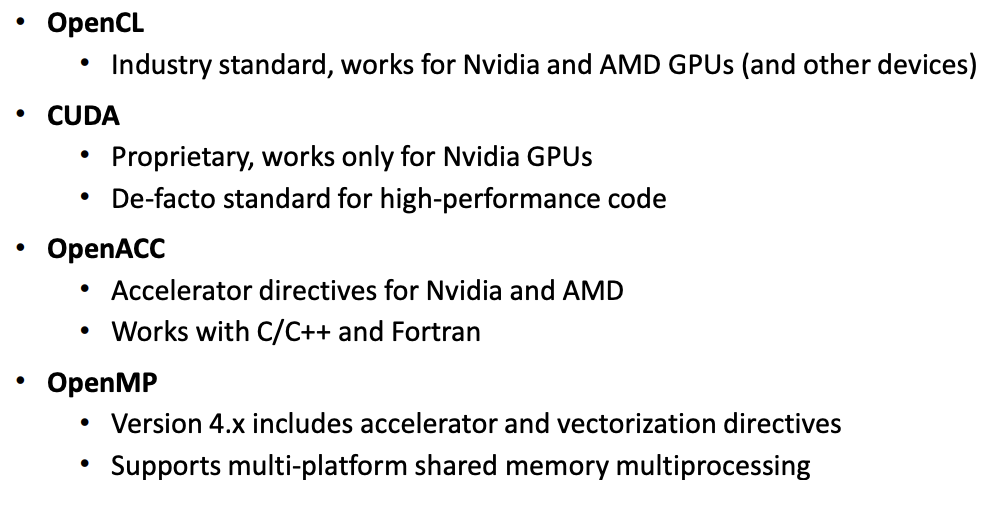 • OpenCL
• Industry standard, works for Nvidia and AMD GPUs (and other devices)
• CUDA
• Proprietary, works only for Nvidia GPUs
• De-facto standard for high-performance code
• OpenACC
• Accelerator directives for Nvidia and AMD
• Works with C/C++ and Fortran
• OpenMP
• Version 4.x includes accelerator and vectorization directives
• Supports multi-platform shared memory multiprocessing